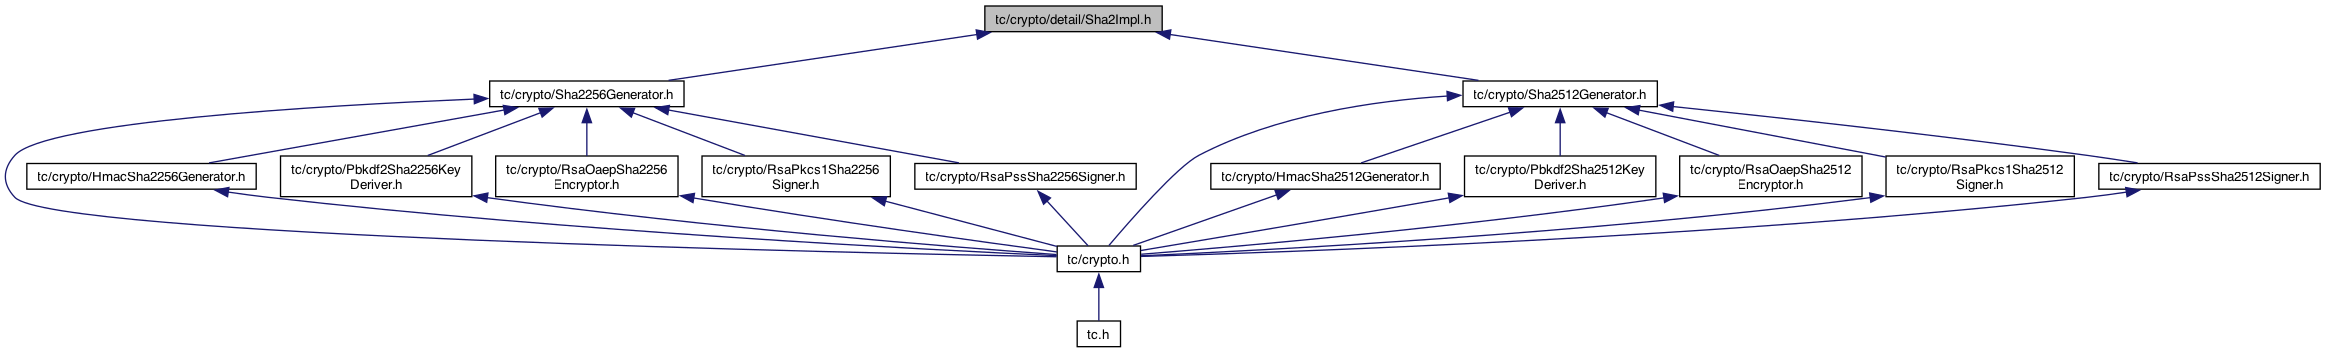 tc/crypto/detail/Sha2Impl.h
tc/crypto/Sha2256Generator.h
tc/crypto/Sha2512Generator.h
tc/crypto/HmacSha2256Generator.h
tc/crypto/Pbkdf2Sha2256Key
Deriver.h
tc/crypto/RsaOaepSha2256
Encryptor.h
tc/crypto/RsaPkcs1Sha2256
Signer.h
tc/crypto/RsaPssSha2256Signer.h
tc/crypto/HmacSha2512Generator.h
tc/crypto/Pbkdf2Sha2512Key
Deriver.h
tc/crypto/RsaOaepSha2512
Encryptor.h
tc/crypto/RsaPkcs1Sha2512
Signer.h
tc/crypto/RsaPssSha2512Signer.h
tc/crypto.h
tc.h